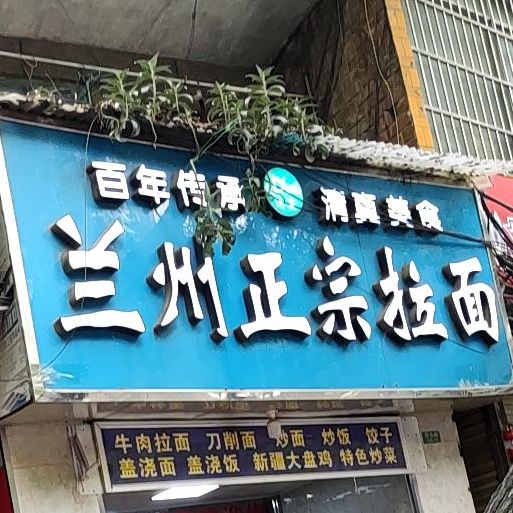 百年传承 清真美食
兰州正宗拉面
牛肉拉面 刀削面 炒面 炒饭 饺子
盖浇面 盖浇饭 新疆大盘鸡 特色炒菜